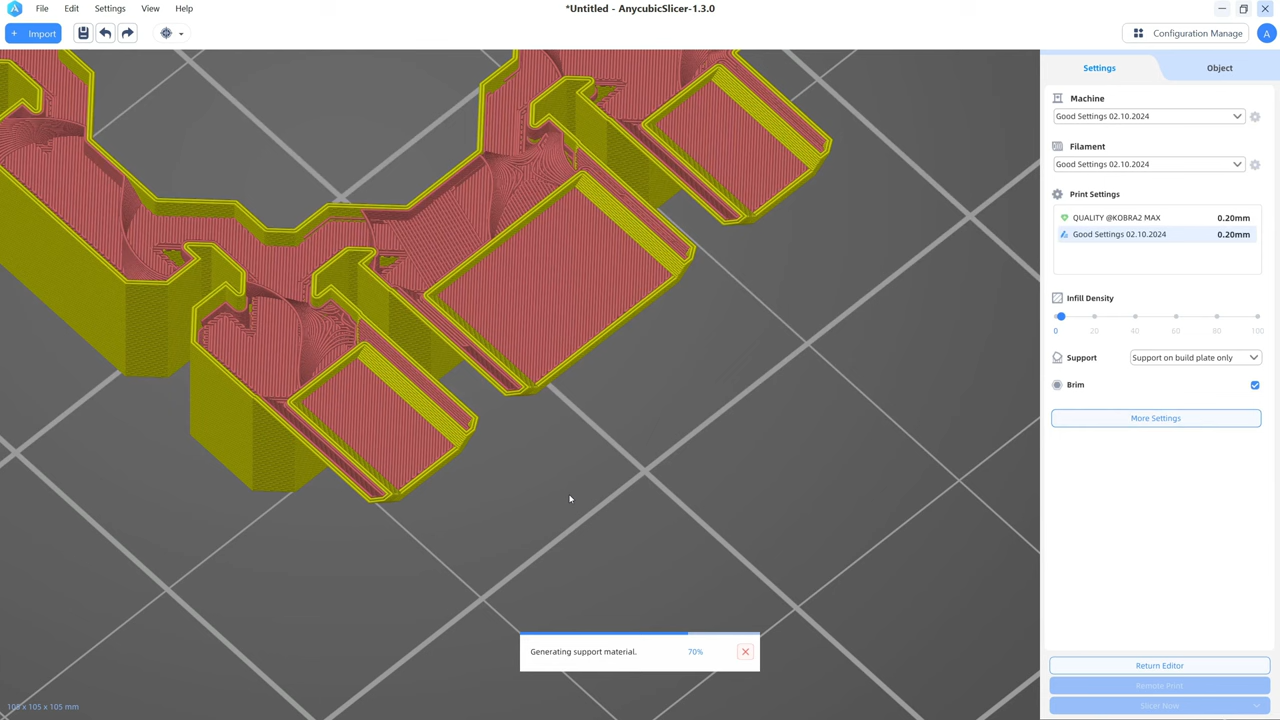 File Edit Settings View Help
*Untitled - AnycubicSlicer-1.3.0
+ Import
Configuration Manage
A
Settings Object
Machine
Good Settings 02.10.2024
Filament
Good Settings 02.10.2024
Print Settings
QUALITY @KOBRA2 MAX 0.20mm
Good Settings 02.10.2024 0.20mm
Infill Density
0 20 40 60 80 100
Support Support on build plate only
Brim
More Settings
Generating support material. 70%
Return Editor
Remote Print
Slicer Now
105 x 105 x 105 mm